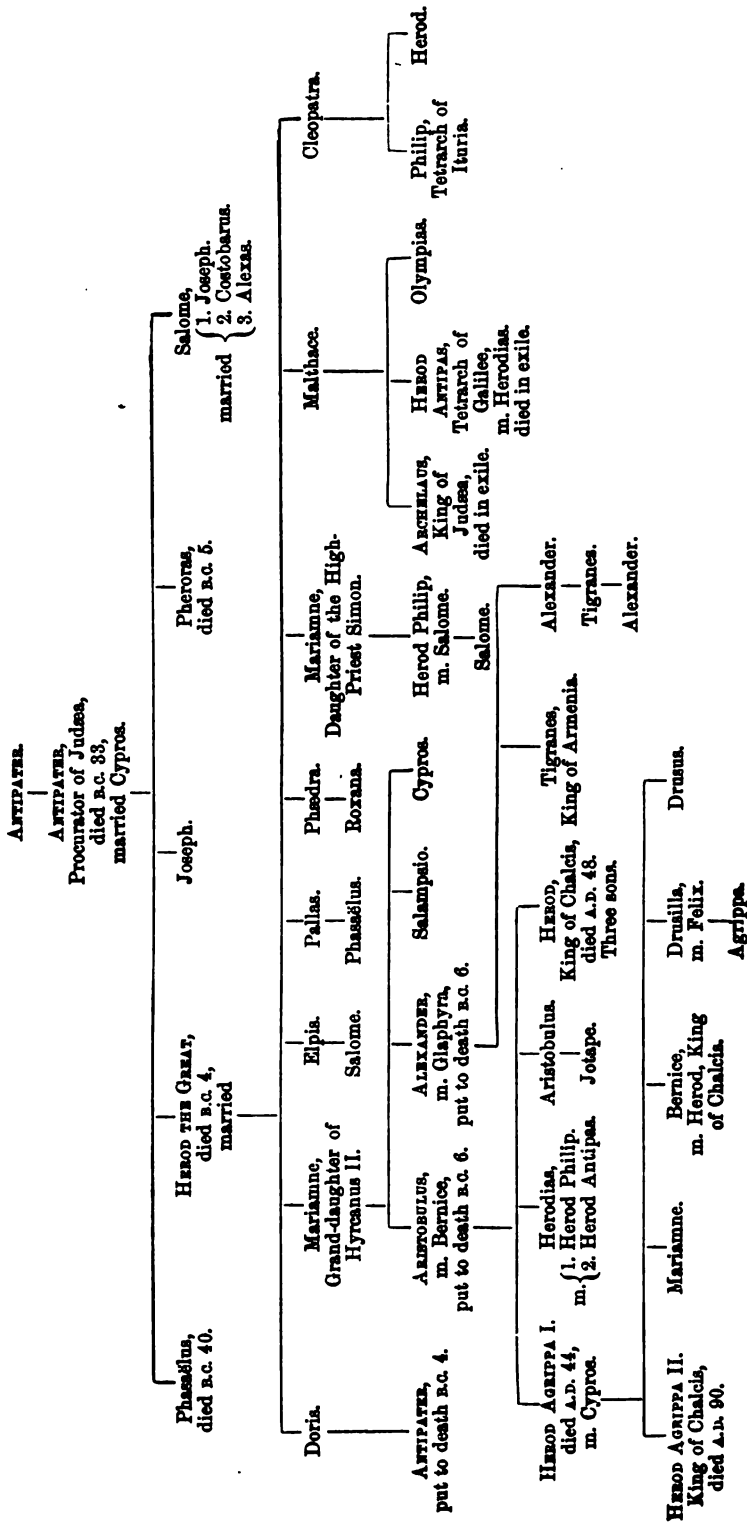 ANTIPATER.
ANTIPATER,
Procurator of Judæa,
died B.C. 33,
married Cypros.
Phasaëlus,
died B.C. 40.
HEROD THE GREAT,
died B.C. 4,
married
Joseph.
Pheroras,
died B.C. 5.
Salome,
married
1. Joseph.
2. Costobarus.
3. Alexas.
Doris.
Mariamne,
Grand-daughter of
Hyrcanus II.
Elpis.
Pallas.
Phædra.
Mariamne,
Daughter of the High-
Priest Simon.
Malthace.
Cleopatra.
ANTIPATER,
put to death B.C. 4.
ARISTOBULUS,
m. Bernice,
put to death B.C. 6.
ALEXANDER,
m. Glaphyra,
put to death B.C. 6.
Salampsio.
Cypros.
Salome.
Phasaëlus.
Roxana.
Herod Philip,
m. Salome.
Salome.
ARCHELAUS,
King of
Judæa,
died in exile.
HEROD
ANTIPAS,
Tetrarch of
Galilee,
m. Herodias.
died in exile.
Olympias.
Philip,
Tetrarch of
Ituria.
Herod.
HEROD AGRIPPA I.
died A.D. 44,
m. Cypros.
Herodias,
m. 1. Herod Philip.
2. Herod Antipas.
Aristobulus.
Jotape.
HEROD,
King of Chalcis,
died A.D. 48.
Three sons.
Tigranes,
King of Armenia.
Alexander.
Tigranes.
Alexander.
HEROD AGRIPPA II.
King of Chalcis,
died A.D. 90.
Mariamne.
Bernice,
m. Herod, King
of Chalcis.
Drusilla,
m. Felix.
Agrippa.
Drusus.